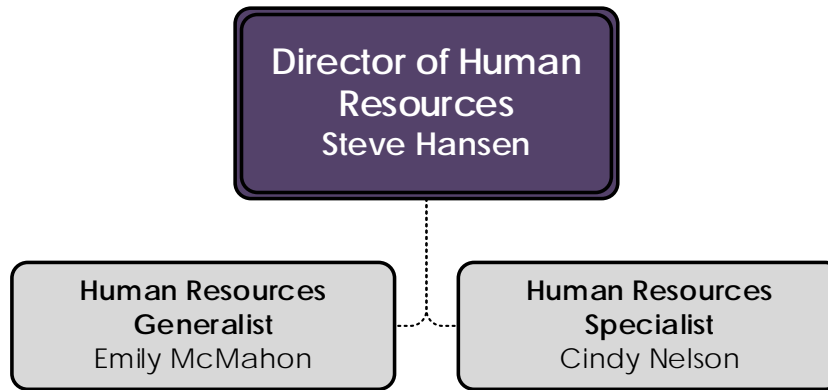 Director of Human
Resources
Steve Hansen
Human Resources
Generalist
Emily McMahon
Human Resources
Specialist
Cindy Nelson